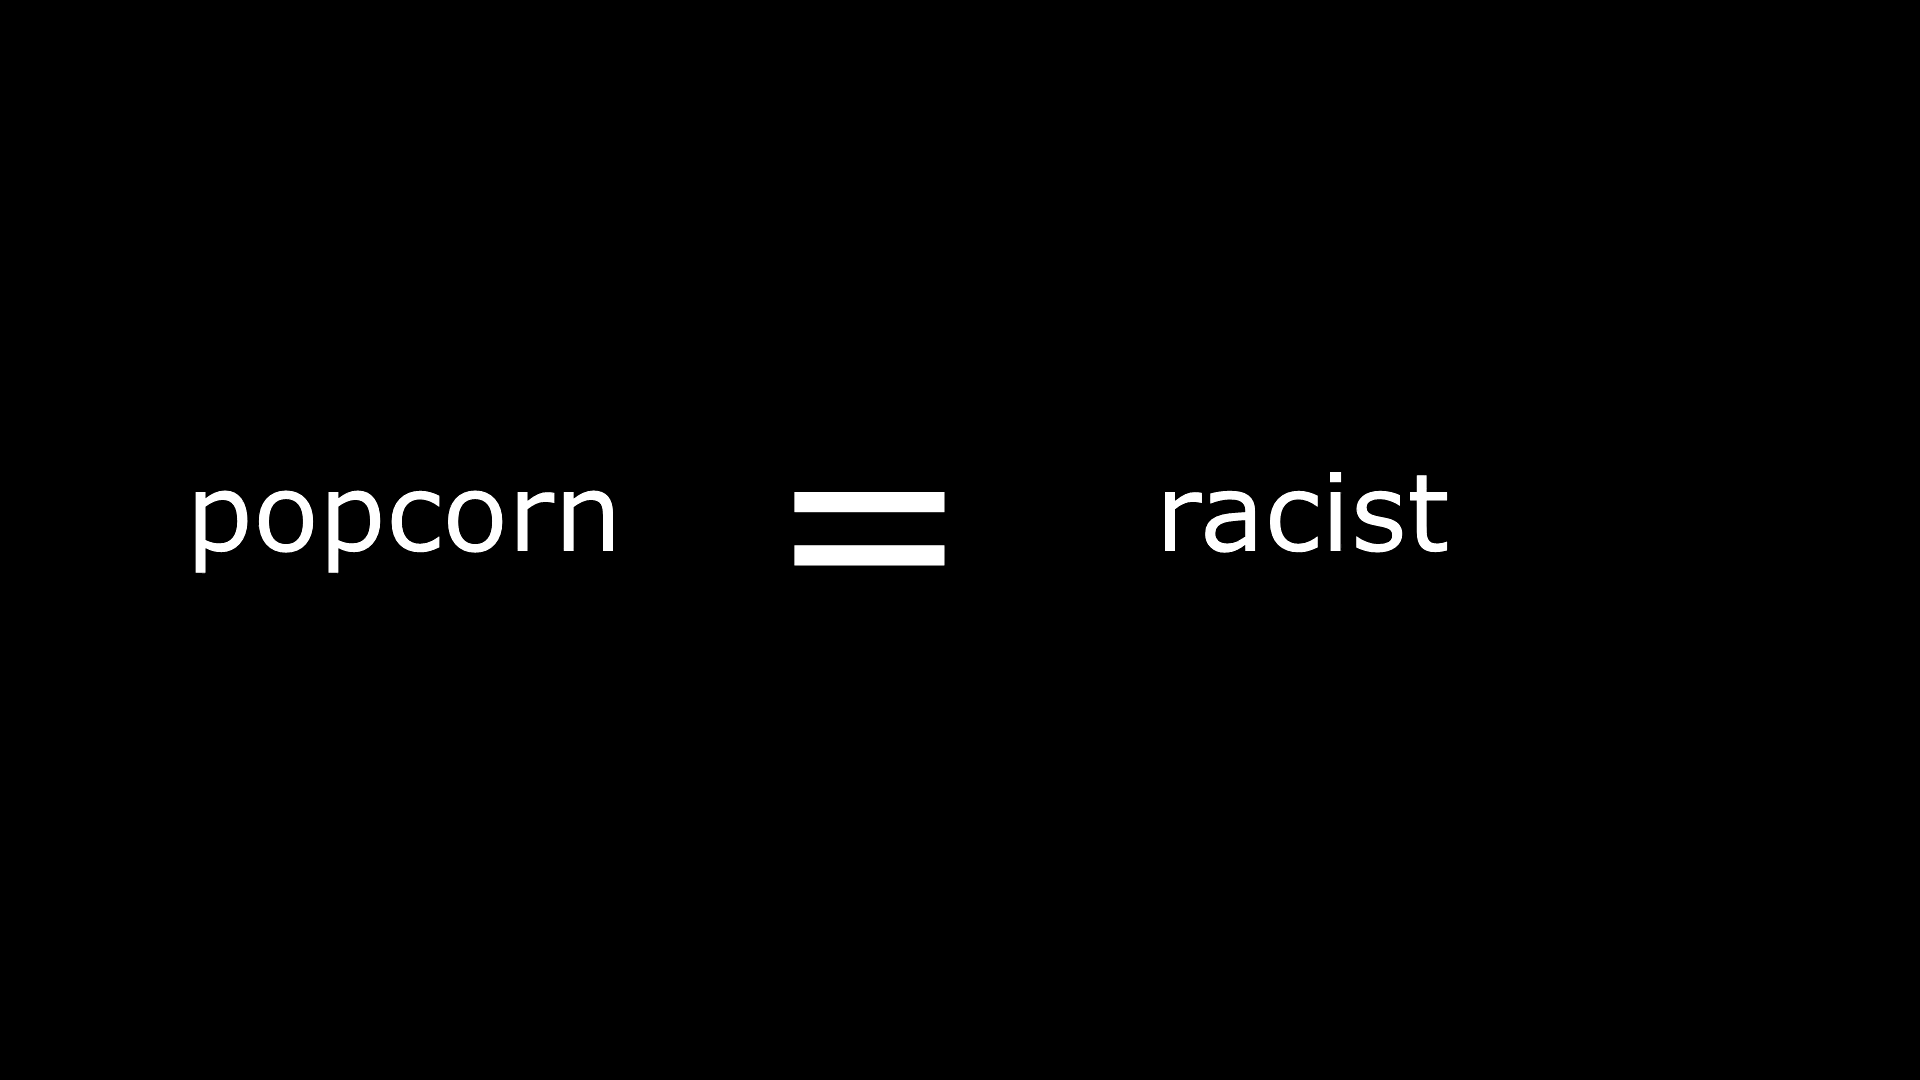 popcorn = racist